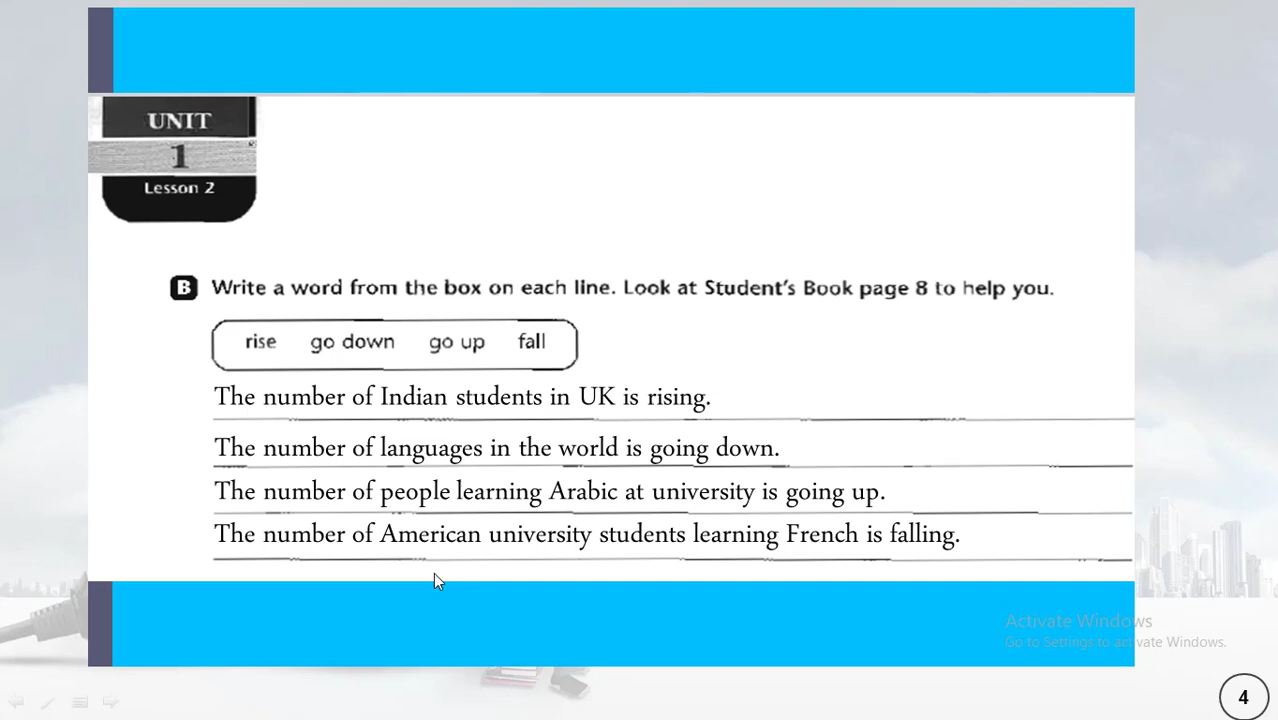 UNIT
1
Lesson 2
B Write a word from the box on each line. Look at Student's Book page 8 to help you.
rise go down go up fall
The number of Indian students in UK is rising.
The number of languages in the world is going down.
The number of people learning Arabic at university is going up.
The number of American university students learning French is falling.
Activate Windows
Go to Settings to activate Windows.
4